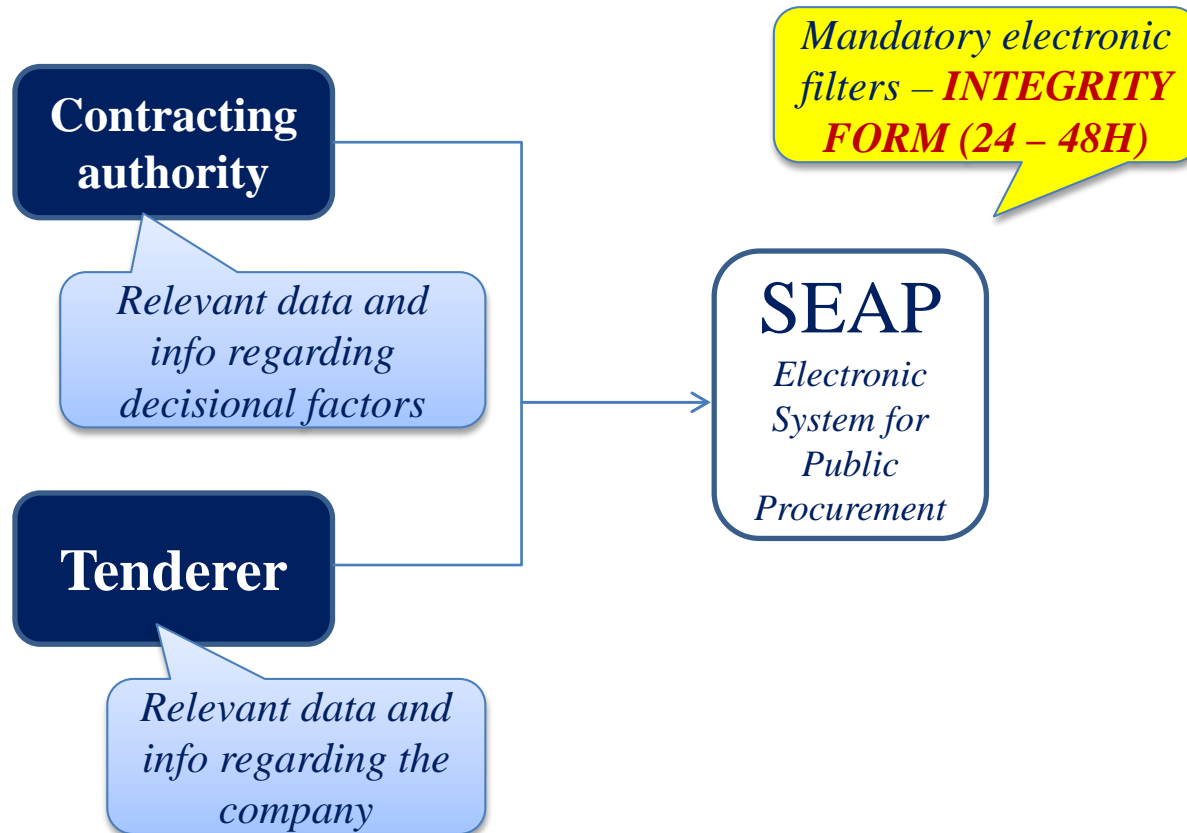 Contracting
authority
Relevant data and
info regarding
decisional factors
Tenderer
Relevant data and
info regarding the
company
Mandatory electronic
filters – INTEGRITY
FORM (24 – 48H)
SEAP
Electronic
System for
Public
Procurement